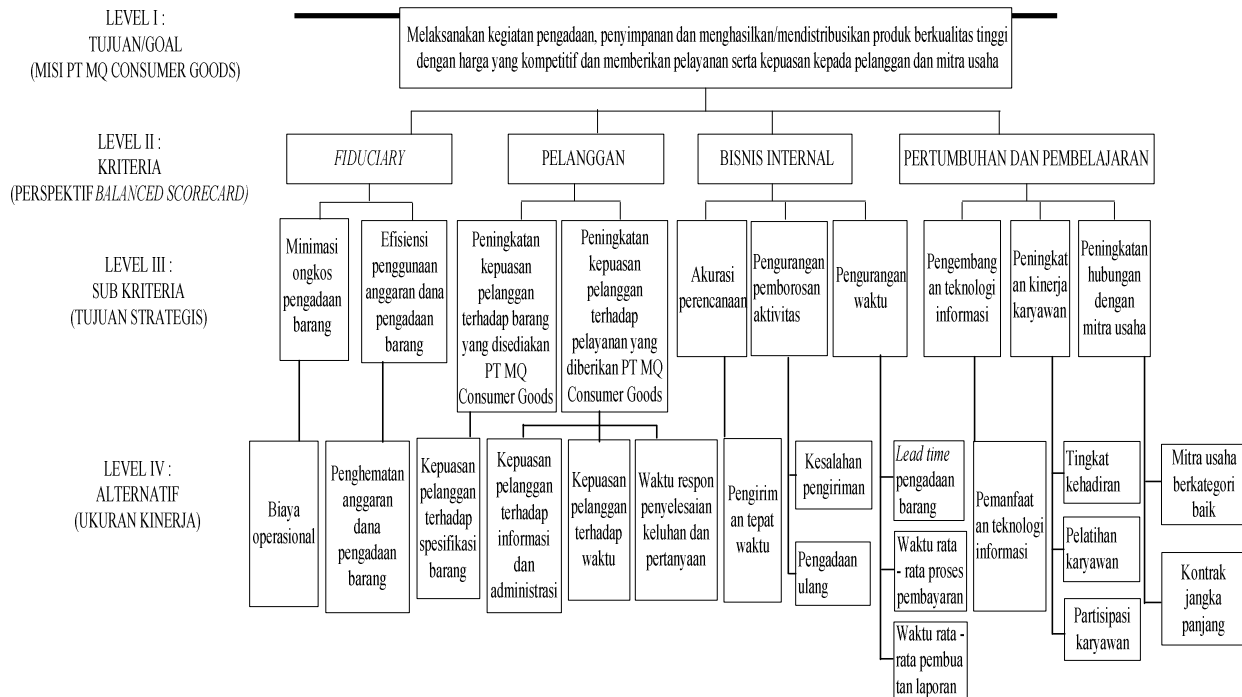 LEVEL I :
TUJUAN/GOAL
(MISI PT MQ CONSUMER GOODS)
Melaksanakan kegiatan pengadaan, penyimpanan dan menghasilkan/mendistribusikan produk berkualitas tinggi
dengan harga yang kompetitif dan memberikan pelayanan serta kepuasan kepada pelanggan dan mitra usaha
LEVEL II :
KRITERIA
(PERSPEKTIF BALANCED SCORECARD)
FIDUCIARY
PELANGGAN
BISNIS INTERNAL
PERTUMBUHAN DAN PEMBELAJARAN
LEVEL III :
SUB KRITERIA
(TUJUAN STRATEGIS)
Minimasi
ongkos
pengadaan
barang
Efisiensi
penggunaan
anggaran dana
pengadaan
barang
Peningkatan
kepuasan
pelanggan
terhadap barang
yang disediakan
PT MQ
Consumer Goods
Peningkatan
kepuasan
pelanggan
terhadap
pelayanan yang
diberikan PT MQ
Consumer Goods
Akurasi
perencanaan
Pengurangan
pemborosan
aktivitas
Pengurangan
waktu
Pengembang
an teknologi
informasi
Peningkat
an kinerja
karyawan
Peningkatan
hubungan
dengan
mitra usaha
LEVEL IV :
ALTERNATIF
(UKURAN KINERJA)
Biaya
operasional
Penghematan
anggaran
dana
pengadaan
barang
Kepuasan
pelanggan
terhadap
spesifikasi
barang
Kepuasan
pelanggan
terhadap
informasi
dan
administrasi
Kepuasan
pelanggan
terhadap
waktu
Waktu respon
penyelesaian
keluhan dan
pertanyaan
Pengirim
an tepat
waktu
Kesalahan
pengiriman
Pengadaan
ulang
Lead time
pengadaan
barang
Waktu rata
- rata proses
pembayaran
Waktu rata -
rata pembua
tan laporan
Pemanfaat
an teknologi
informasi
Tingkat
kehadiran
Pelatihan
karyawan
Partisipasi
karyawan
Mitra usaha
berkategori
baik
Kontrak
jangka
panjang